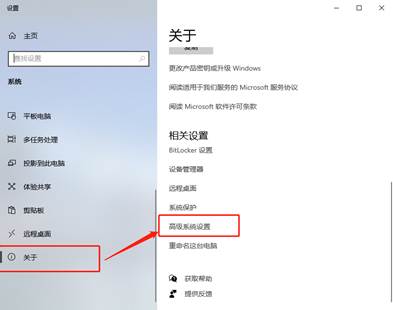 设置
主页
查找设置
系统
平板电脑
多任务处理
投影到此电脑
体验共享
剪贴板
远程桌面
关于
关于
复制
更改产品密钥或升级 Windows
阅读适用于我们服务的 Microsoft 服务协议
阅读 Microsoft 软件许可条款
相关设置
BitLocker 设置
设备管理器
远程桌面
系统保护
高级系统设置
重命名这台电脑
获取帮助
提供反馈